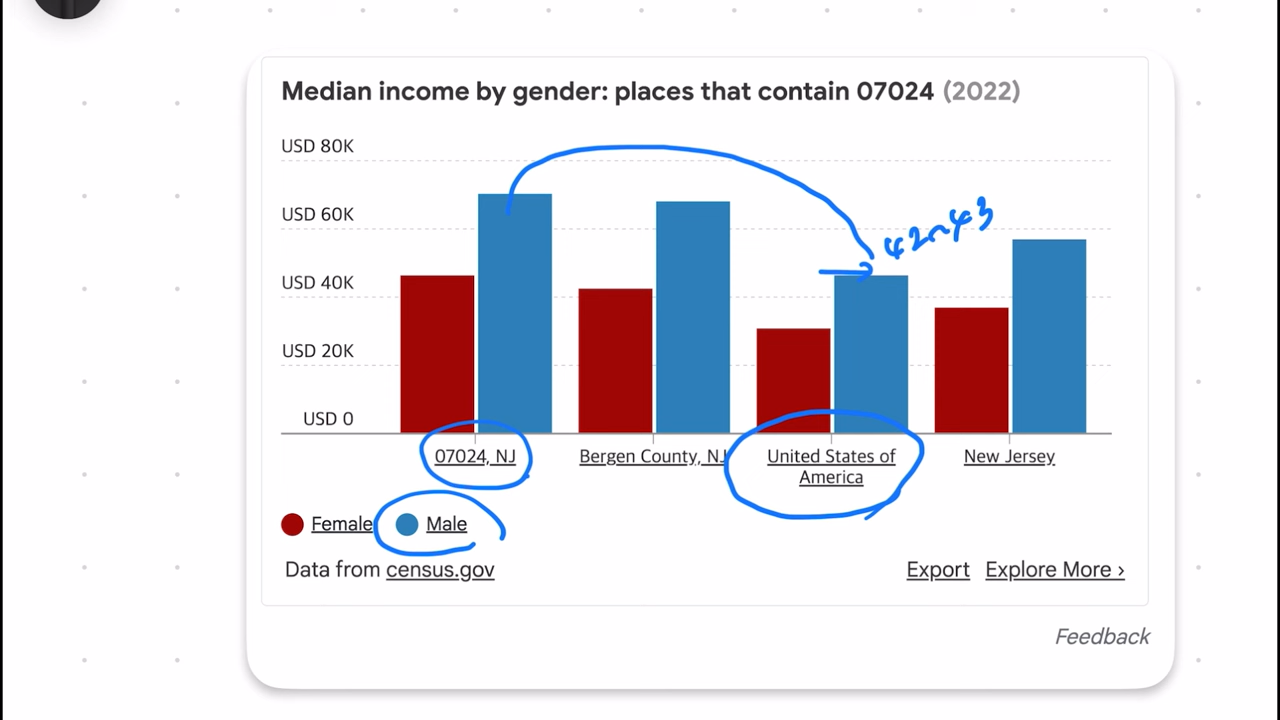 Median income by gender: places that contain 07024 (2022)
USD 80K
USD 60K
42~43
USD 40K
USD 20K
USD 0
07024, NJ
Bergen County, NJ
United States of
America
New Jersey
Female
Male
Data from census.gov
Export
Explore More ›
Feedback